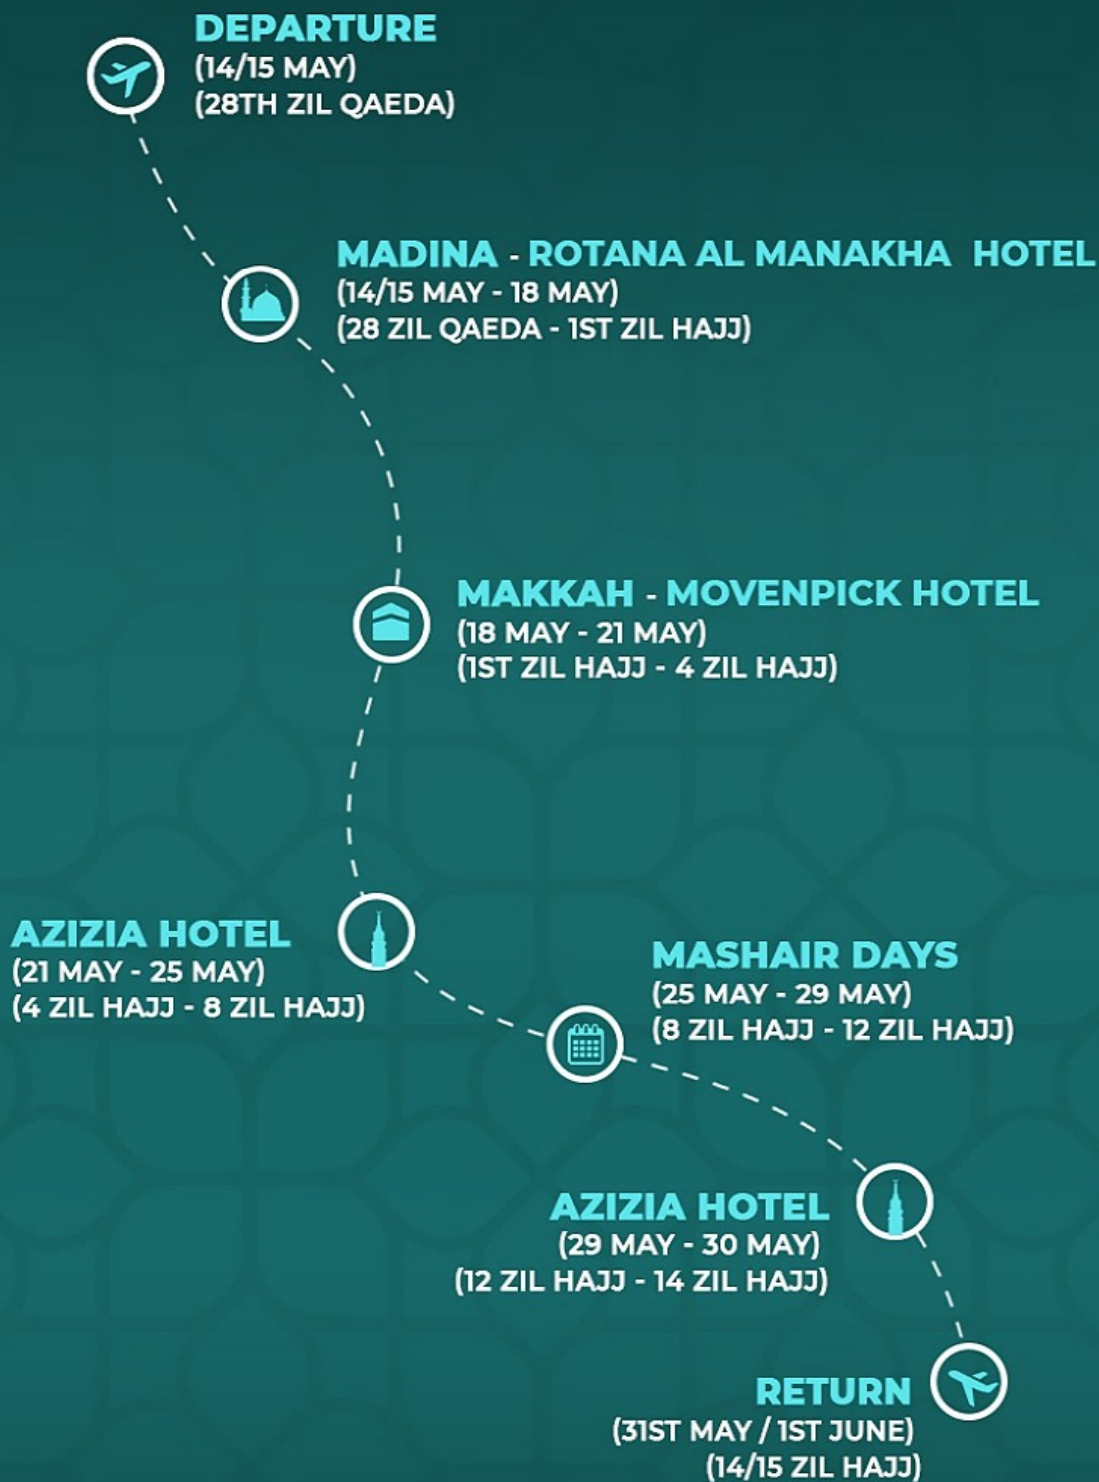 DEPARTURE
(14/15 MAY)
(28TH ZIL QAEDA)
MADINA - ROTANA AL MANAKHA HOTEL
(14/15 MAY - 18 MAY)
(28 ZIL QAEDA - 1ST ZIL HAJJ)
MAKKAH - MOVENPICK HOTEL
(18 MAY - 21 MAY)
(1ST ZIL HAJJ - 4 ZIL HAJJ)
AZIZIA HOTEL
(21 MAY - 25 MAY)
(4 ZIL HAJJ - 8 ZIL HAJJ)
MASHAIR DAYS
(25 MAY - 29 MAY)
(8 ZIL HAJJ - 12 ZIL HAJJ)
AZIZIA HOTEL
(29 MAY - 30 MAY)
(12 ZIL HAJJ - 14 ZIL HAJJ)
RETURN
(31ST MAY / 1ST JUNE)
(14/15 ZIL HAJJ)